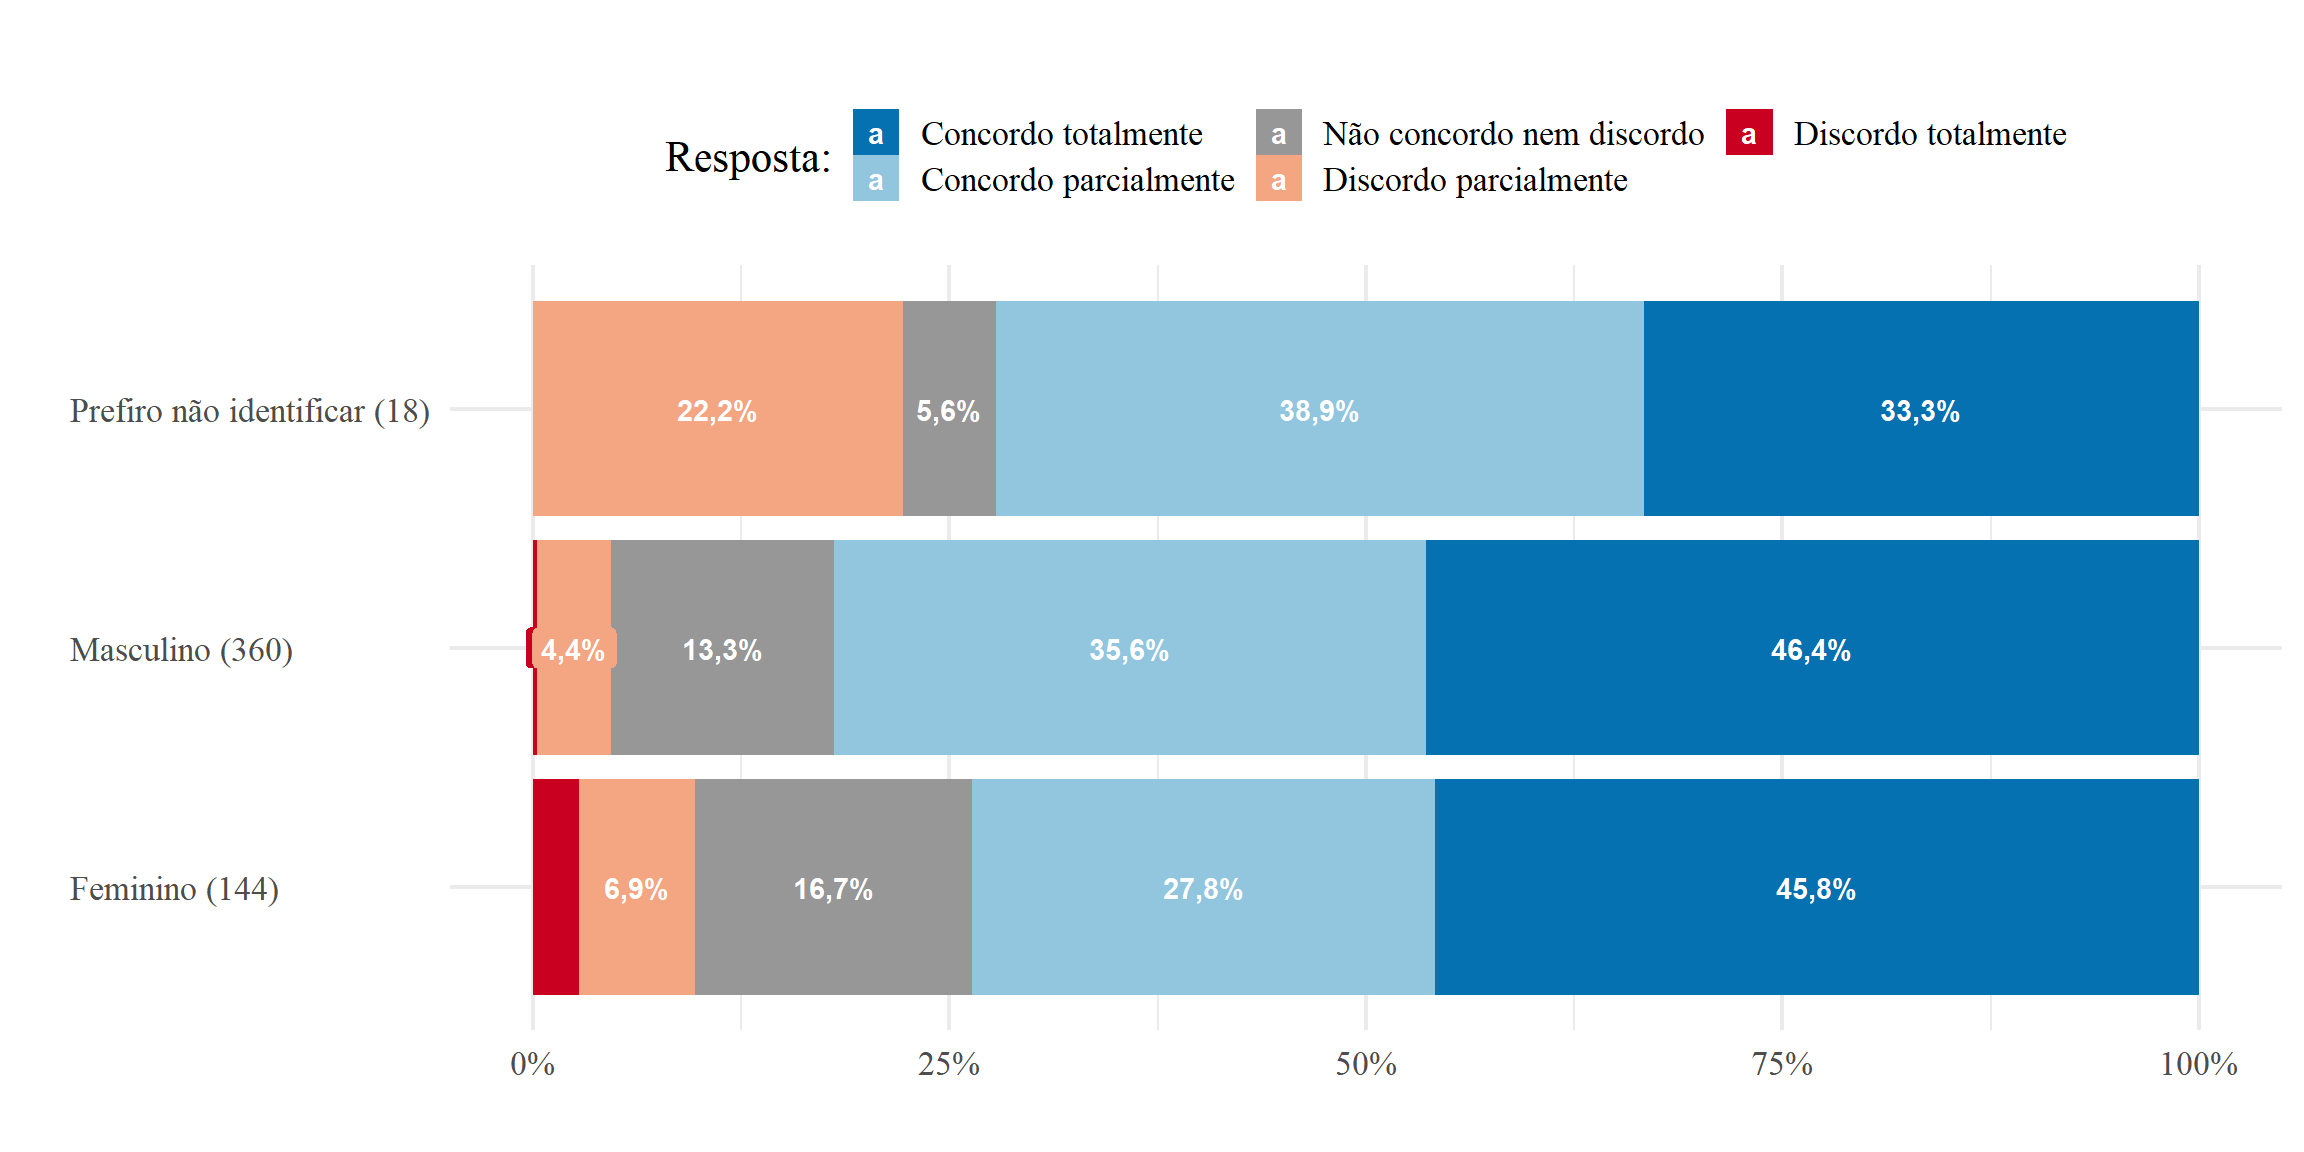 Resposta:
a Concordo totalmente
a Concordo parcialmente
a Não concordo nem discordo
a Discordo parcialmente
a Discordo totalmente
Prefiro não identificar (18)
22,2% 5,6% 38,9% 33,3%
Masculino (360)
4,4% 13,3% 35,6% 46,4%
Feminino (144)
6,9% 16,7% 27,8% 45,8%
0% 25% 50% 75% 100%